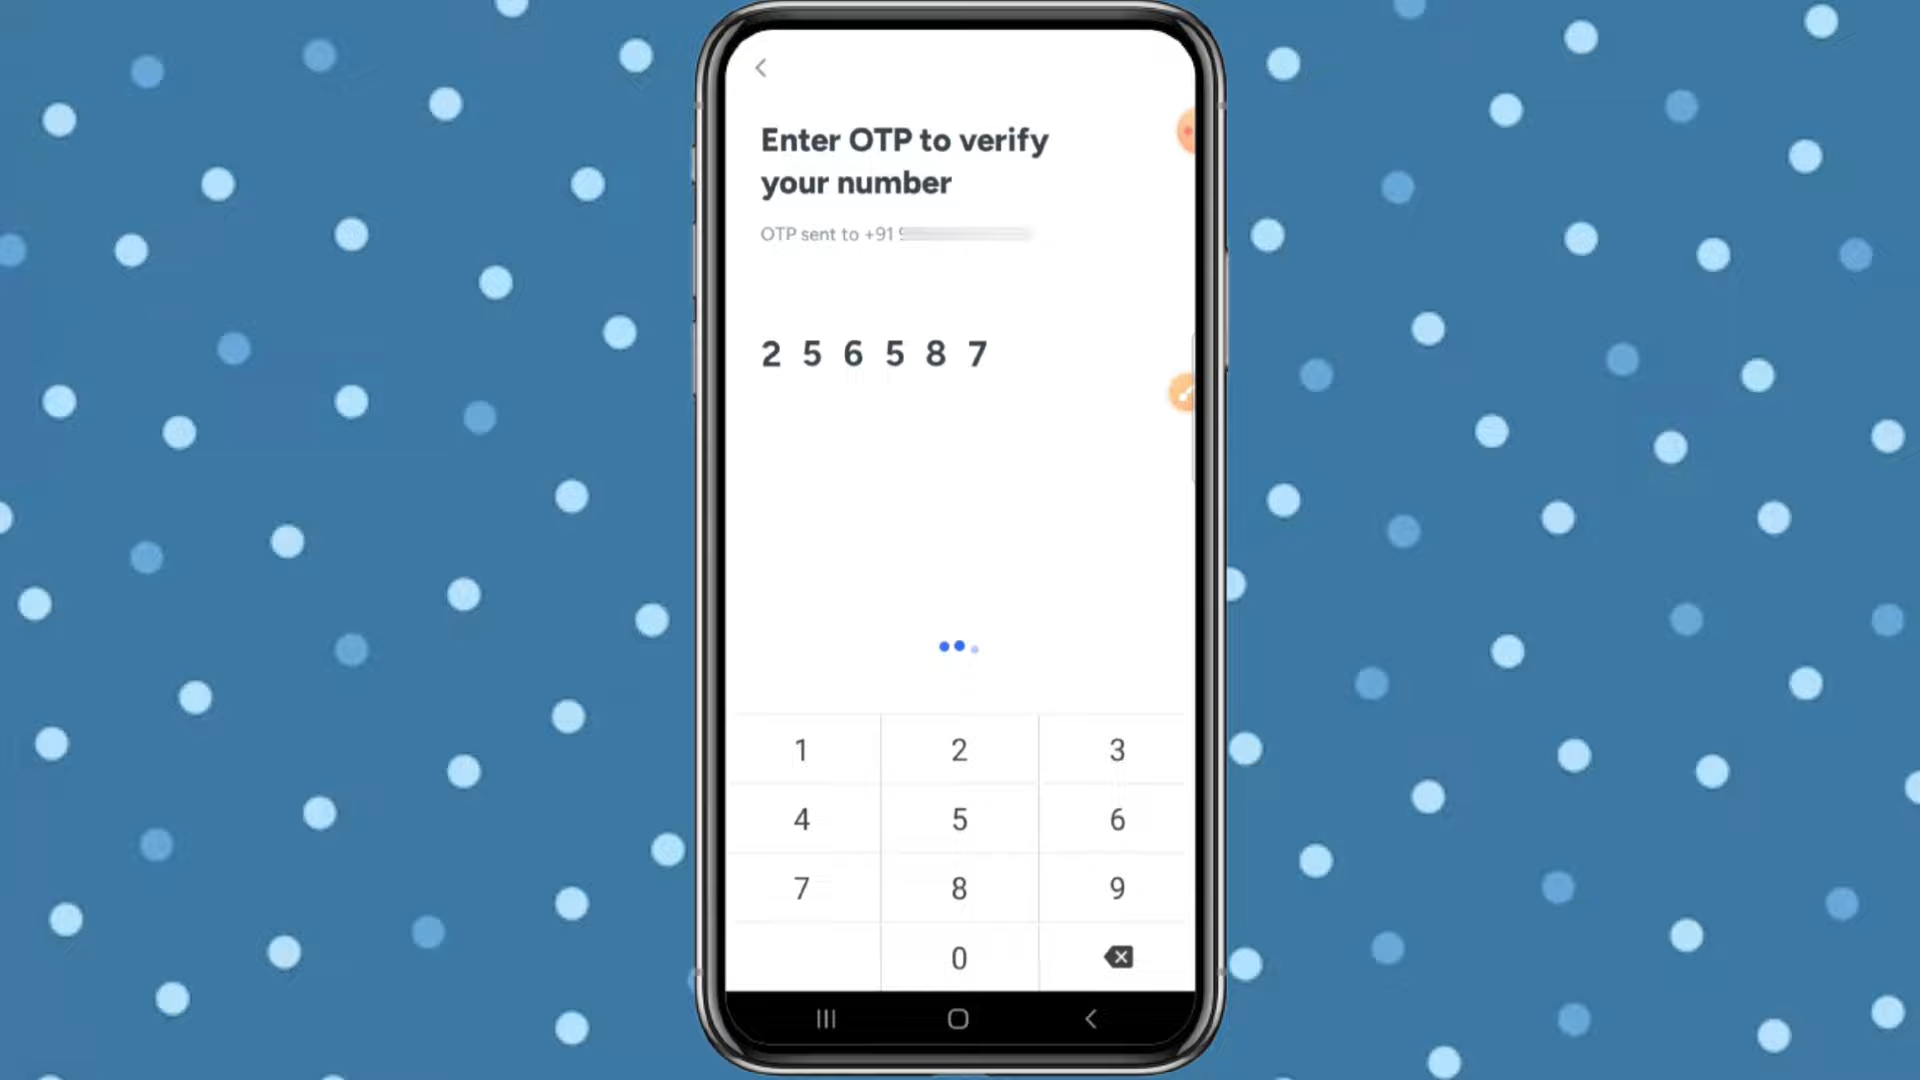 Enter OTP to verify
your number
OTP sent to +91
2 5 6 5 8 7
1 2 3
4 5 6
7 8 9
0